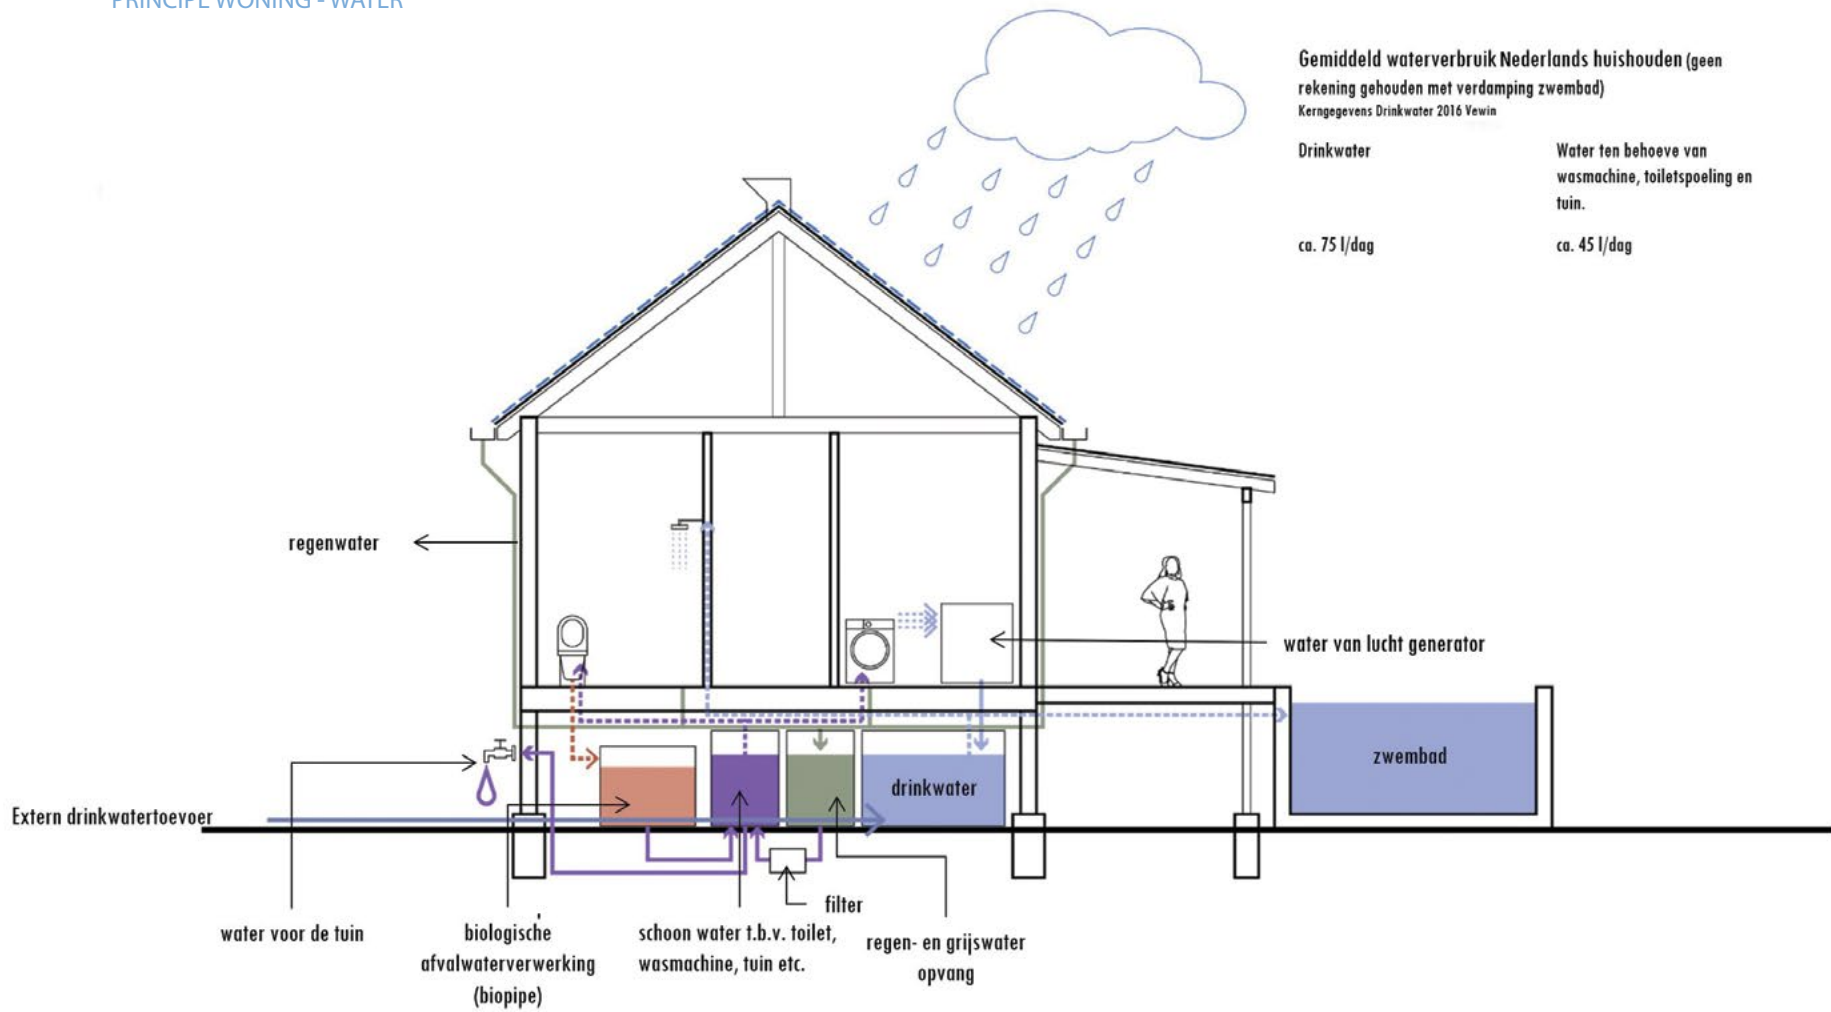 PRINCIPE WONING - WATER
Gemiddeld waterverbruik Nederlands huishouden (geen
rekening gehouden met verdamping zwembad)
Kerngegevens Drinkwater 2016 Vewin
Drinkwater
ca. 75 l/dag
Water ten behoeve van
wasmachine, toiletspoeling en
tuin.
ca. 45 l/dag
regenwater
water van lucht generator
zwembad
drinkwater
Extern drinkwatertoevoer
water voor de tuin
biologische
afvalwaterverwerking
(biopipe)
schoon water t.b.v. toilet,
wasmachine, tuin etc.
filter
regen- en grijswater
opvang